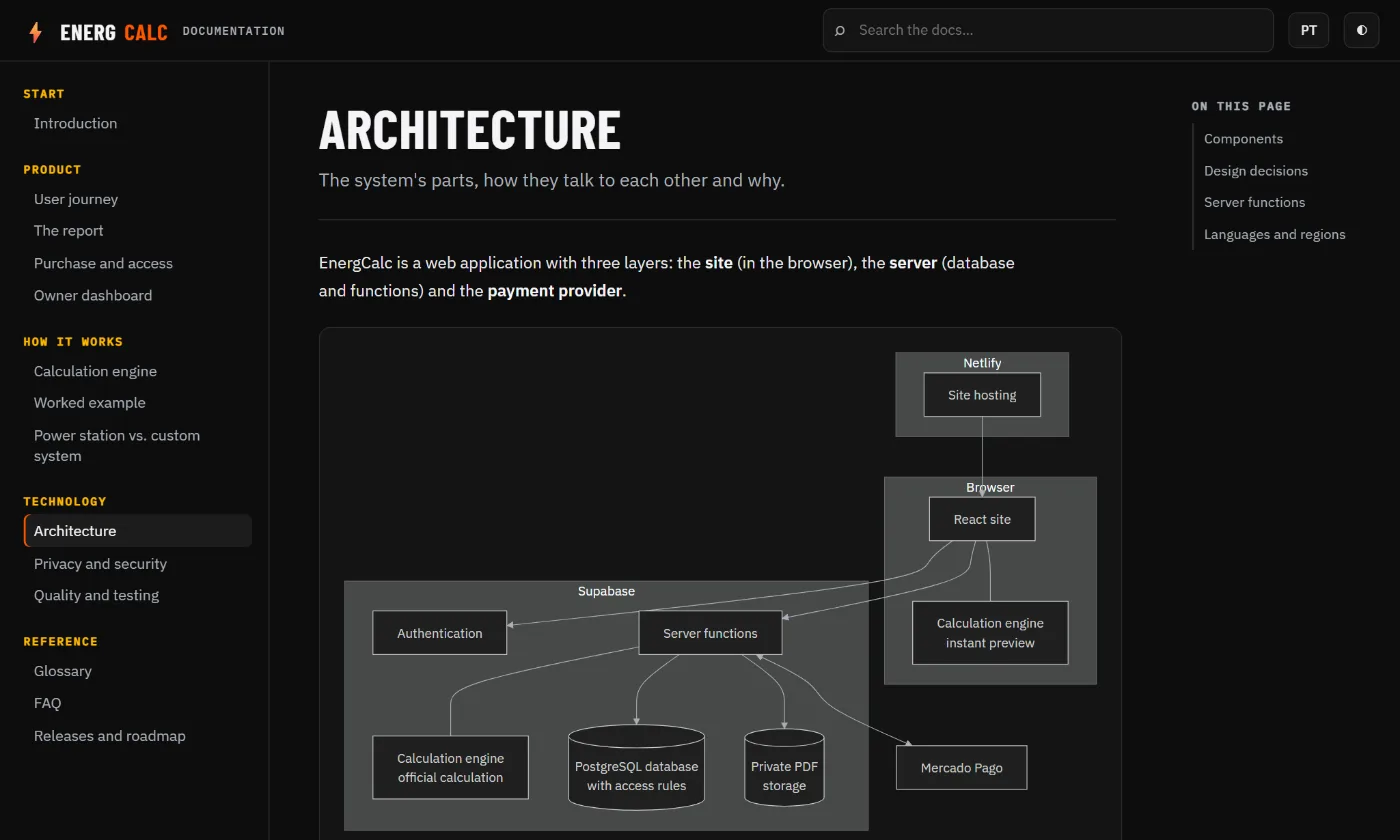 ENERG CALC DOCUMENTATION
Search the docs...
PT
START
Introduction
PRODUCT
User journey
The report
Purchase and access
Owner dashboard
HOW IT WORKS
Calculation engine
Worked example
Power station vs. custom
system
TECHNOLOGY
Architecture
Privacy and security
Quality and testing
REFERENCE
Glossary
FAQ
Releases and roadmap
ARCHITECTURE
The system's parts, how they talk to each other and why.
EnergCalc is a web application with three layers: the site (in the browser), the server (database
and functions) and the payment provider.
Netlify
Site hosting
Browser
React site
Calculation engine
instant preview
Supabase
Authentication
Server functions
Calculation engine
official calculation
PostgreSQL database
with access rules
Private PDF
storage
Mercado Pago
ON THIS PAGE
Components
Design decisions
Server functions
Languages and regions